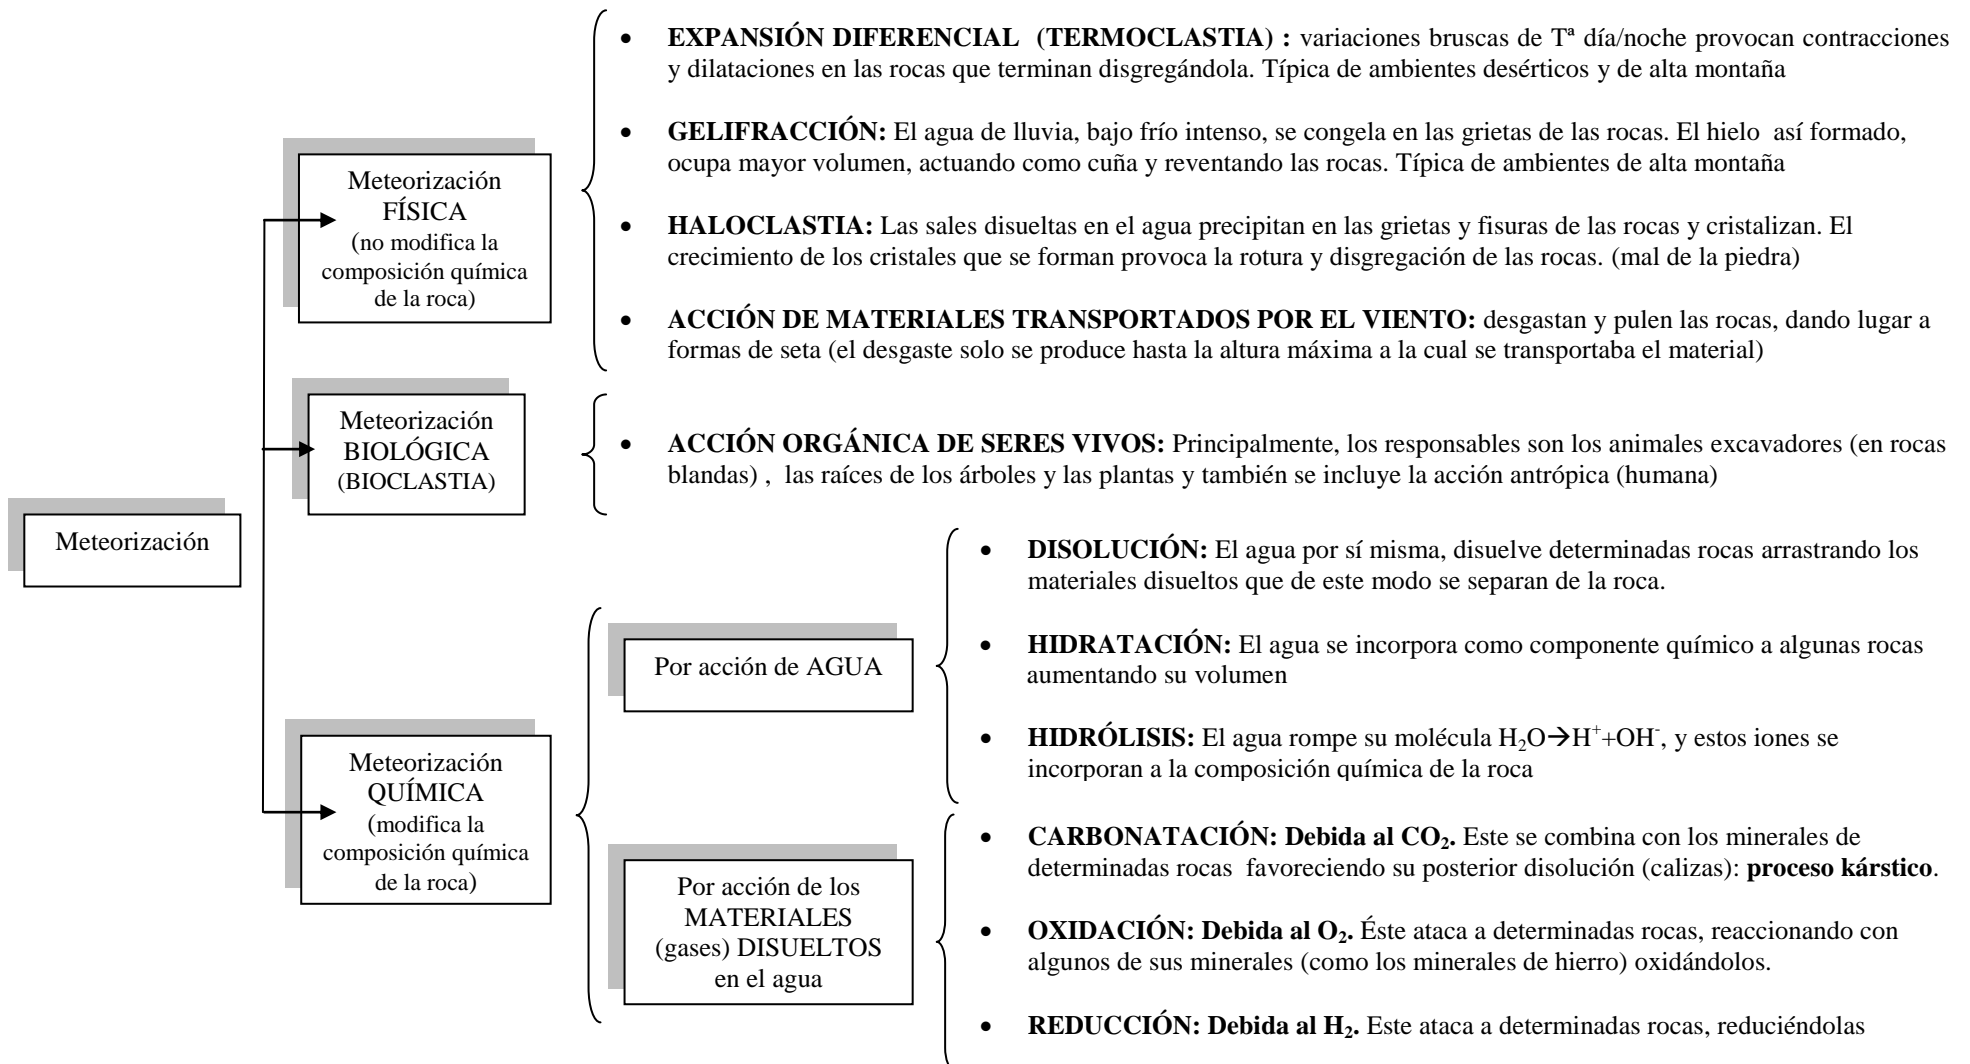 Meteorización
Meteorización
FÍSICA
(no modifica la
composición química
de la roca)
• EXPANSIÓN DIFERENCIAL (TERMOCLASTIA) : variaciones bruscas de Tª día/noche provocan contracciones
y dilataciones en las rocas que terminan disgregándola. Típica de ambientes desérticos y de alta montaña
• GELIFRACCIÓN: El agua de lluvia, bajo frío intenso, se congela en las grietas de las rocas. El hielo así formado,
ocupa mayor volumen, actuando como cuña y reventando las rocas. Típica de ambientes de alta montaña
• HALOCLASTIA: Las sales disueltas en el agua precipitan en las grietas y fisuras de las rocas y cristalizan. El
crecimiento de los cristales que se forman provoca la rotura y disgregación de las rocas. (mal de la piedra)
• ACCIÓN DE MATERIALES TRANSPORTADOS POR EL VIENTO: desgastan y pulen las rocas, dando lugar a
formas de seta (el desgaste solo se produce hasta la altura máxima a la cual se transportaba el material)
Meteorización
BIOLÓGICA
(BIOCLASTIA)
• ACCIÓN ORGÁNICA DE SERES VIVOS: Principalmente, los responsables son los animales excavadores (en rocas
blandas) , las raíces de los árboles y las plantas y también se incluye la acción antrópica (humana)
Meteorización
QUÍMICA
(modifica la
composición química
de la roca)
Por acción de AGUA
• DISOLUCIÓN: El agua por sí misma, disuelve determinadas rocas arrastrando los
materiales disueltos que de este modo se separan de la roca.
• HIDRATACIÓN: El agua se incorpora como componente químico a algunas rocas
aumentando su volumen
• HIDRÓLISIS: El agua rompe su molécula H₂O→H⁺+OH⁻, y estos iones se
incorporan a la composición química de la roca
Por acción de los
MATERIALES
(gases) DISUELTOS
en el agua
• CARBONATACIÓN: Debida al CO₂. Este se combina con los minerales de
determinadas rocas favoreciendo su posterior disolución (calizas): proceso kárstico.
• OXIDACIÓN: Debida al O₂. Éste ataca a determinadas rocas, reaccionando con
algunos de sus minerales (como los minerales de hierro) oxidándolos.
• REDUCCIÓN: Debida al H₂. Este ataca a determinadas rocas, reduciéndolas